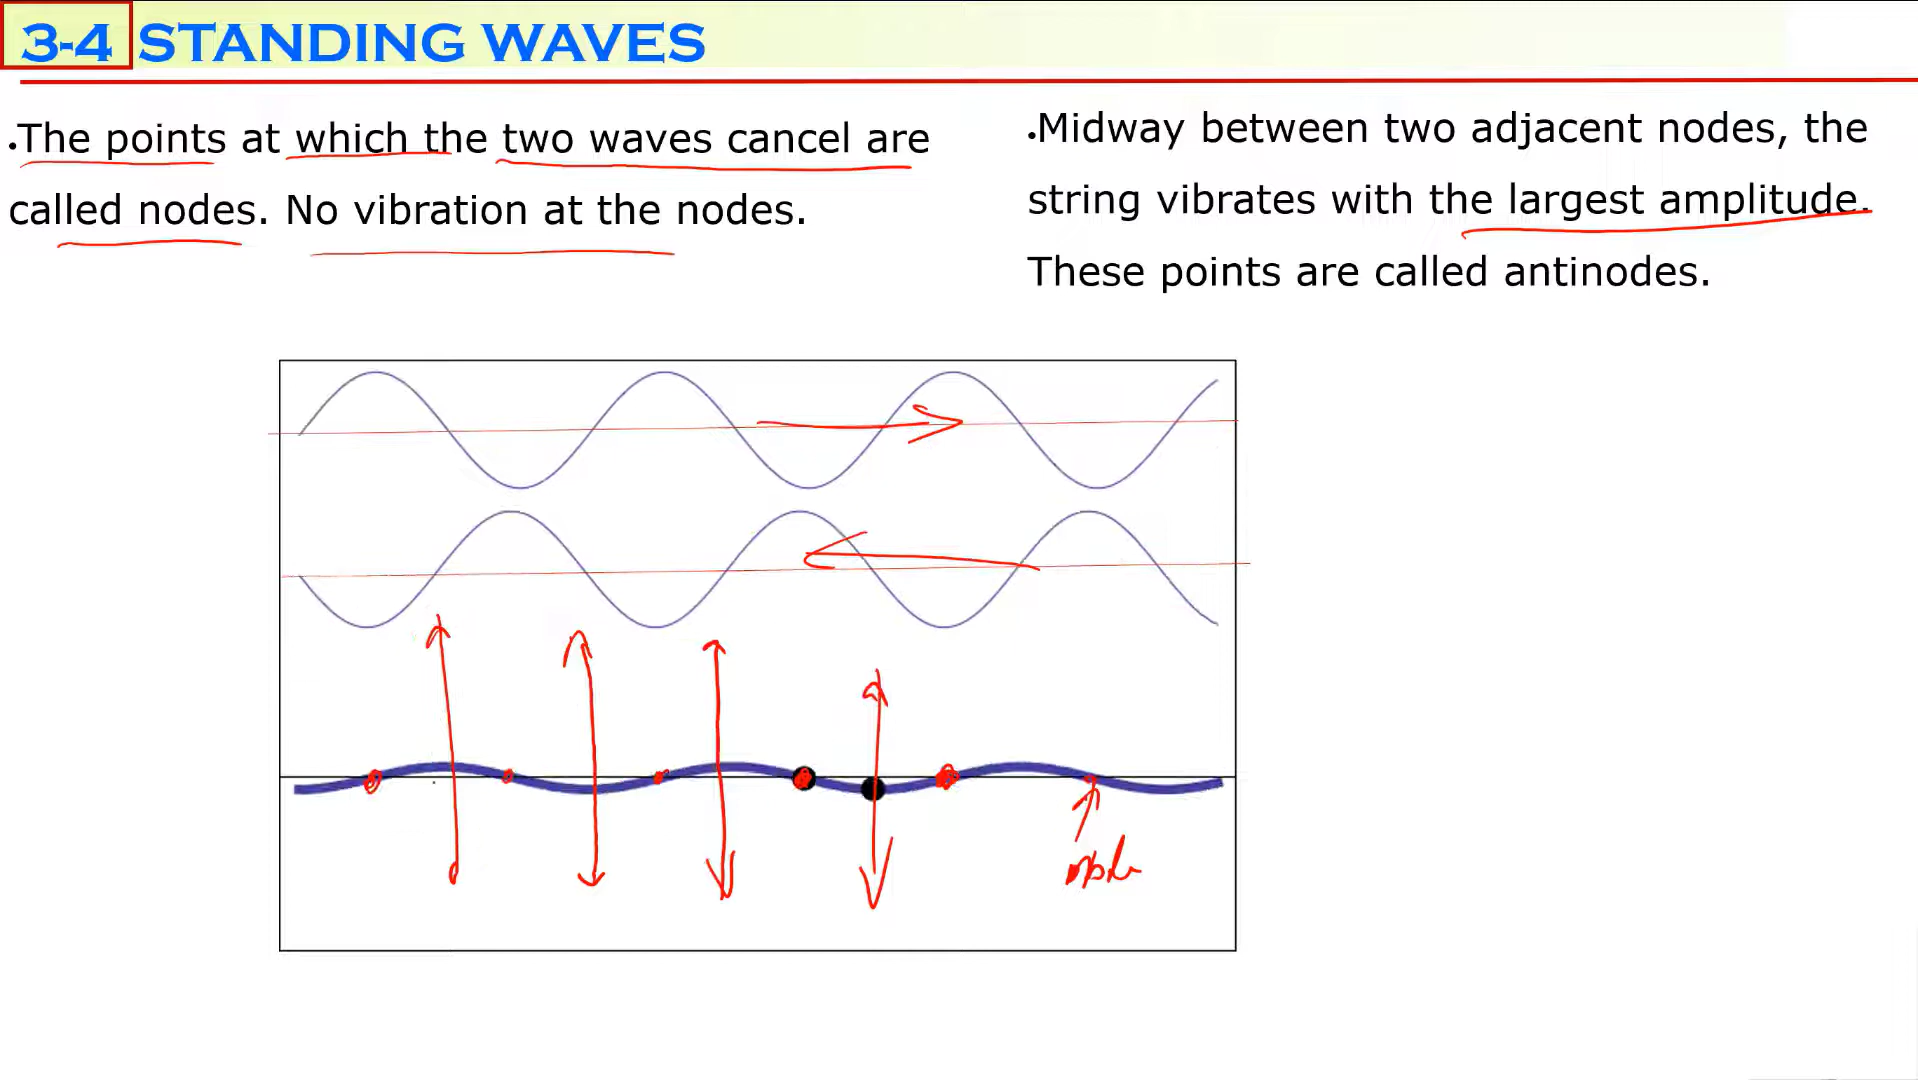 3-4 STANDING WAVES
•The points at which the two waves cancel are
called nodes. No vibration at the nodes.
•Midway between two adjacent nodes, the
string vibrates with the largest amplitude.
These points are called antinodes.